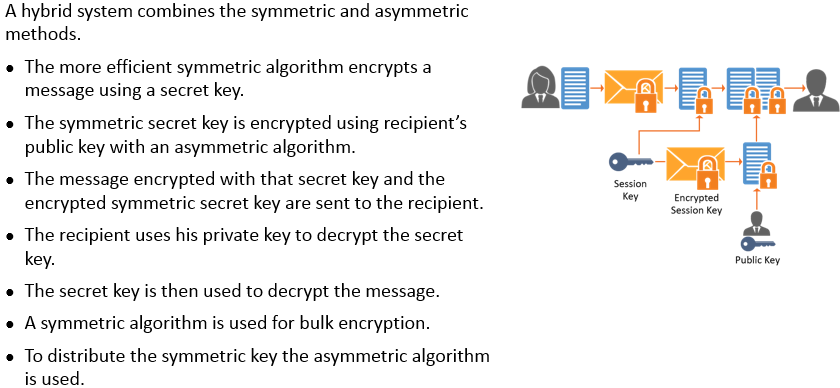 A hybrid system combines the symmetric and asymmetric
methods.
• The more efficient symmetric algorithm encrypts a
message using a secret key.
• The symmetric secret key is encrypted using recipient's
public key with an asymmetric algorithm.
• The message encrypted with that secret key and the
encrypted symmetric secret key are sent to the recipient.
• The recipient uses his private key to decrypt the secret
key.
• The secret key is then used to decrypt the message.
• A symmetric algorithm is used for bulk encryption.
• To distribute the symmetric key the asymmetric algorithm
is used.
Session
Key
Encrypted
Session Key
Public Key